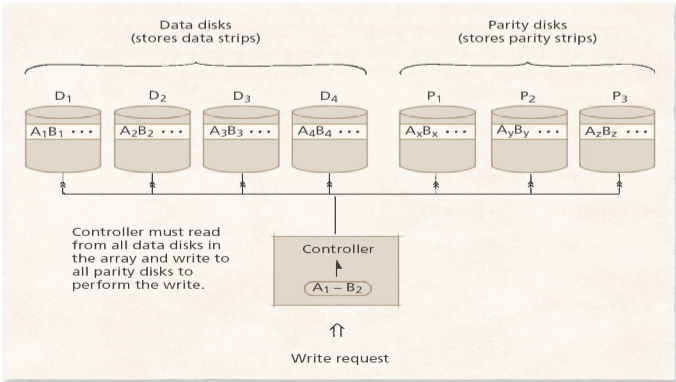 Data disks
(stores data strips)
Parity disks
(stores parity strips)
D₁ D₂ D₃ D₄ P₁ P₂ P₃
A₁B₁ ••• A₂B₂ ••• A₃B₃ ••• A₄B₄ ••• AₓBₓ ••• AyBy ••• AzBz •••
Controller must read
from all data disks in
the array and write to
all parity disks to
perform the write.
Controller
A₁ – B₂
Write request